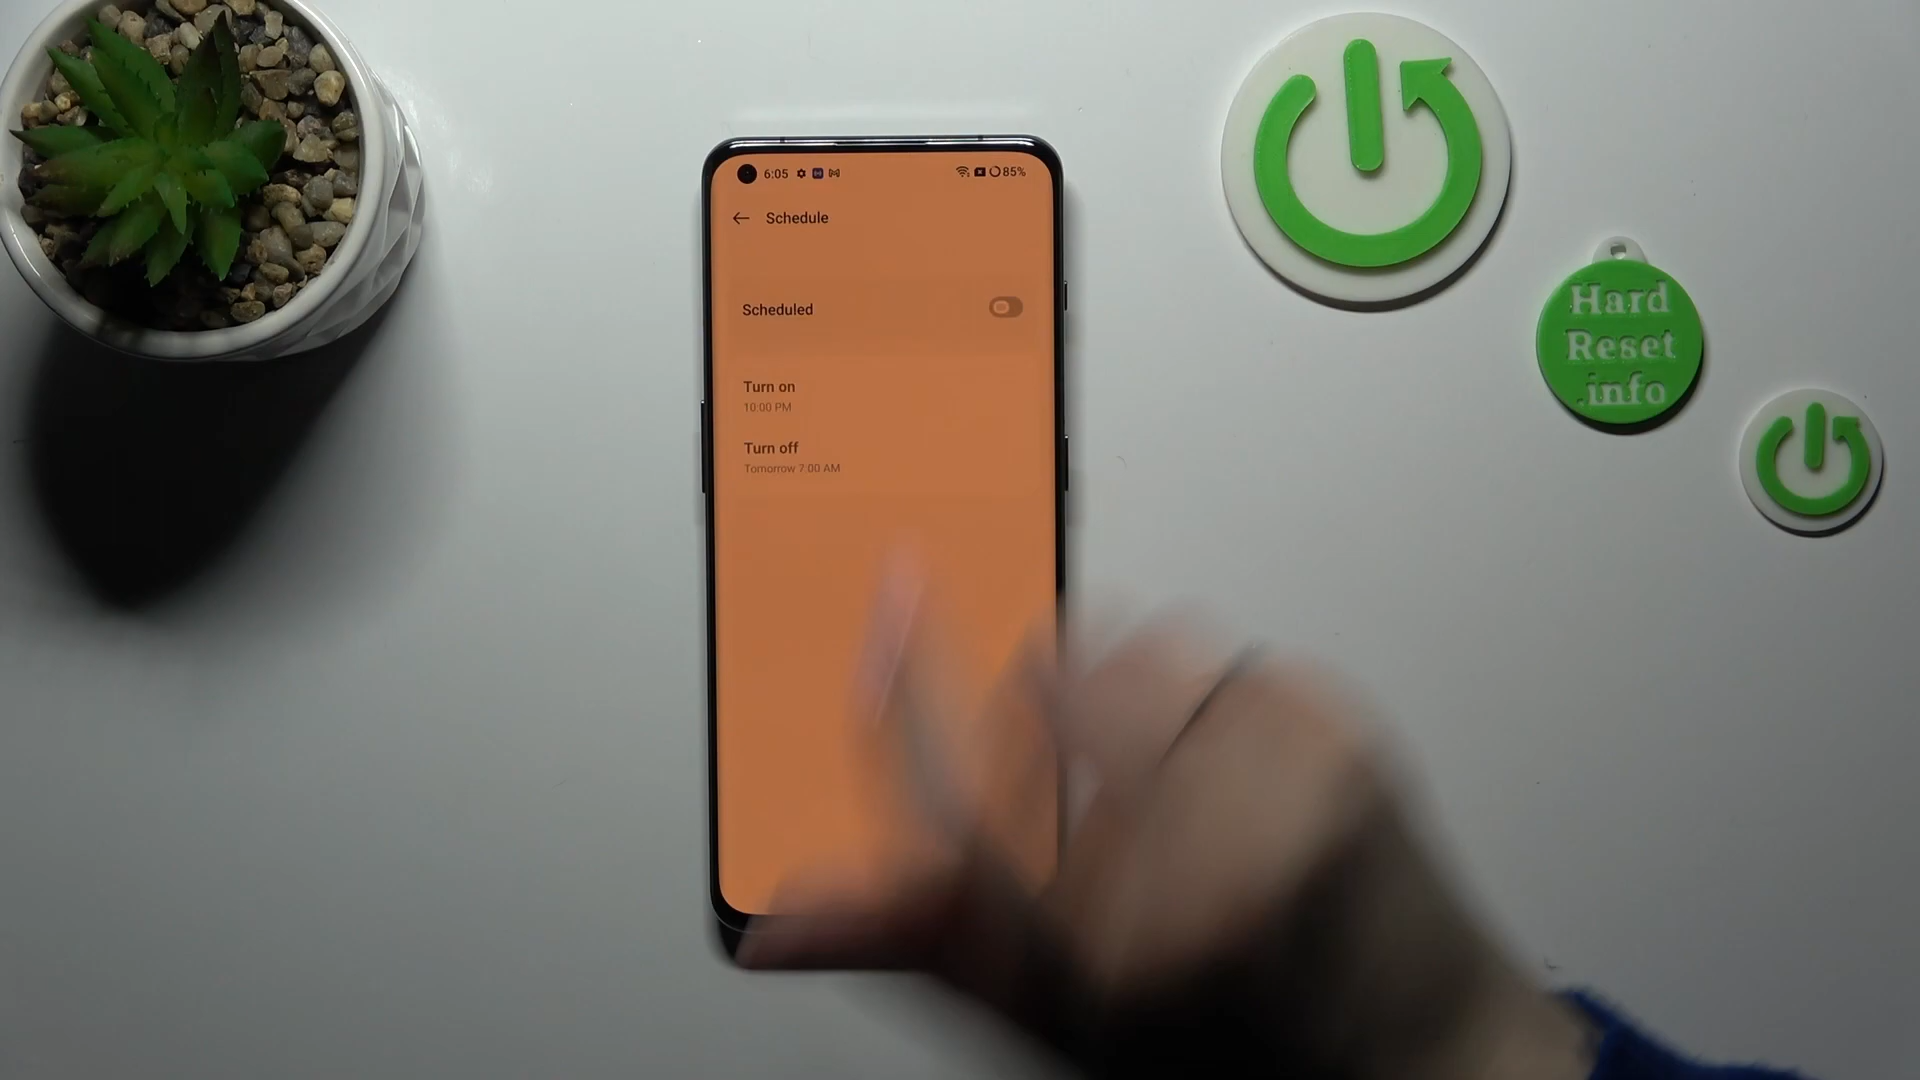 6:05
85%
Schedule
Scheduled
Turn on
10:00 PM
Turn off
Tomorrow 7:00 AM
Hard
Reset
.info